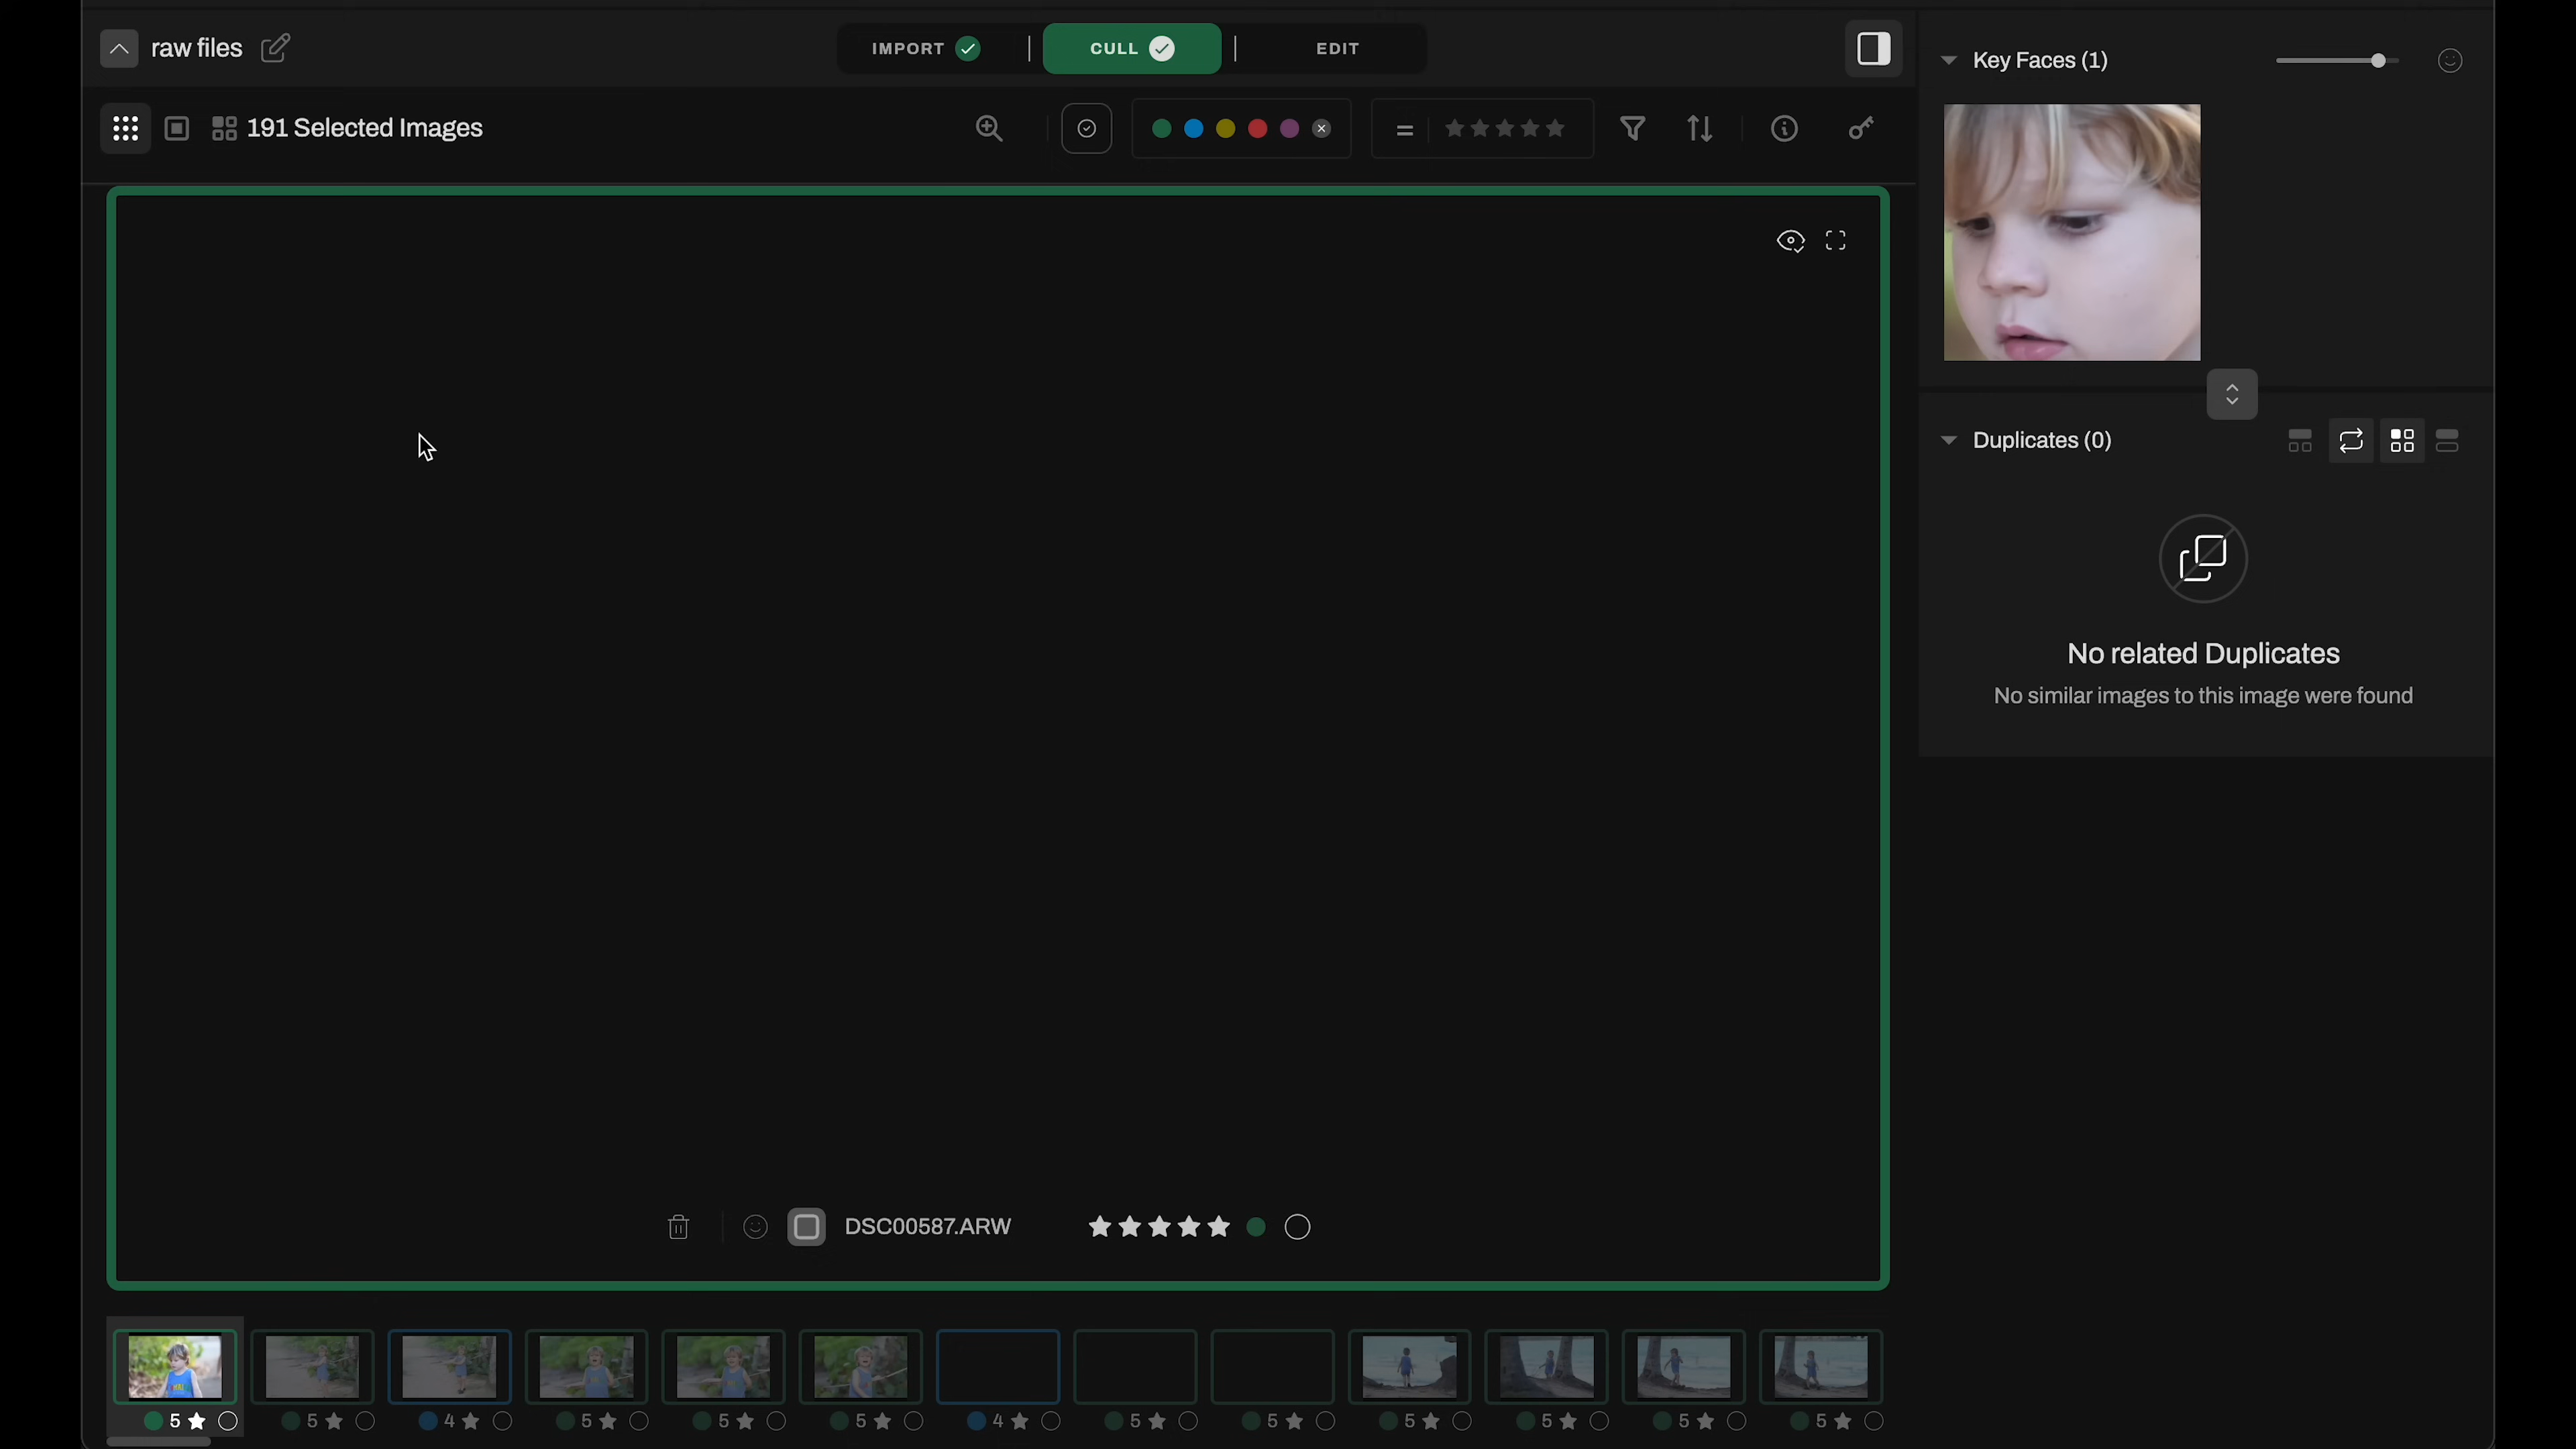 raw files
IMPORT
CULL
EDIT
191 Selected Images
Key Faces (1)
Duplicates (0)
No related Duplicates
No similar images to this image were found
DSC00587.ARW
5
5
4
5
5
5
4
5
5
5
5
5
5